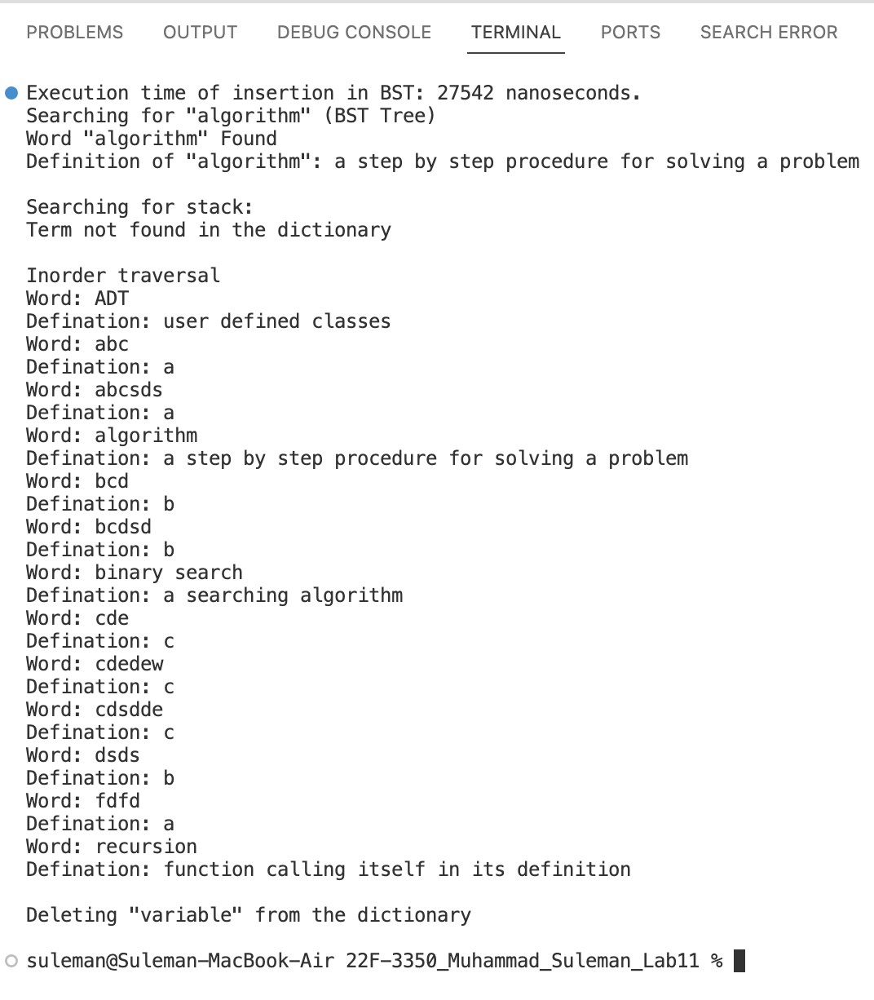 PROBLEMS OUTPUT DEBUG CONSOLE TERMINAL PORTS SEARCH ERROR
Execution time of insertion in BST: 27542 nanoseconds.
Searching for "algorithm" (BST Tree)
Word "algorithm" Found
Definition of "algorithm": a step by step procedure for solving a problem
Searching for stack:
Term not found in the dictionary
Inorder traversal
Word: ADT
Defination: user defined classes
Word: abc
Defination: a
Word: abcsds
Defination: a
Word: algorithm
Defination: a step by step procedure for solving a problem
Word: bcd
Defination: b
Word: bcdsd
Defination: b
Word: binary search
Defination: a searching algorithm
Word: cde
Defination: c
Word: cdedew
Defination: c
Word: cdsdde
Defination: c
Word: dsds
Defination: b
Word: fdfd
Defination: a
Word: recursion
Defination: function calling itself in its definition
Deleting "variable" from the dictionary
suleman@Suleman-MacBook-Air 22F-3350_Muhammad_Suleman_Lab11 %